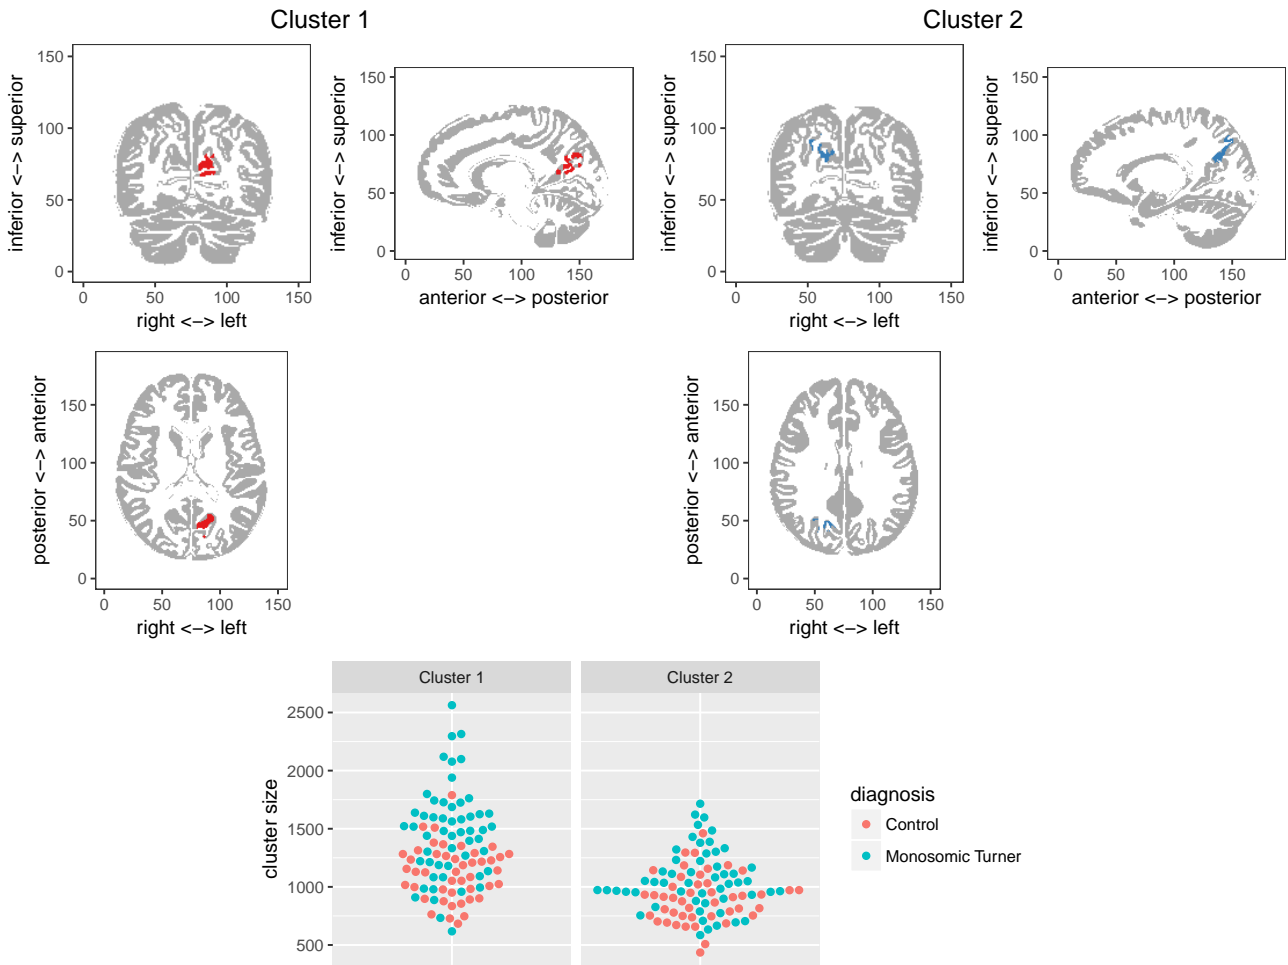 Cluster 1
Cluster 2
150
100
50
0
inferior <-> superior
0 50 100 150
right <-> left
150
100
50
0
inferior <-> superior
0 50 100 150
anterior <-> posterior
150
100
50
0
inferior <-> superior
0 50 100 150
right <-> left
150
100
50
0
inferior <-> superior
0 50 100 150
anterior <-> posterior
150
100
50
0
posterior <-> anterior
0 50 100 150
right <-> left
150
100
50
0
posterior <-> anterior
0 50 100 150
right <-> left
Cluster 1
Cluster 2
2500
2000
1500
1000
500
cluster size
diagnosis
Control
Monosomic Turner